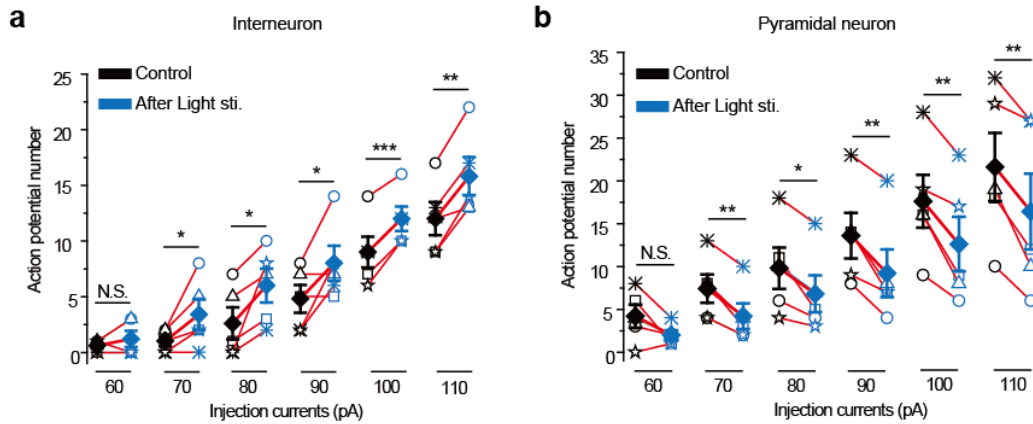 a
Interneuron
Control
After Light sti.
Action potential number
25
20
15
10
5
0
N.S.
*
*
*
***
**
60
70
80
90
100
110
Injection currents (pA)
b
Pyramidal neuron
Control
After Light sti.
Action potential number
35
30
25
20
15
10
5
0
N.S.
**
*
**
**
**
60
70
80
90
100
110
Injection currents (pA)